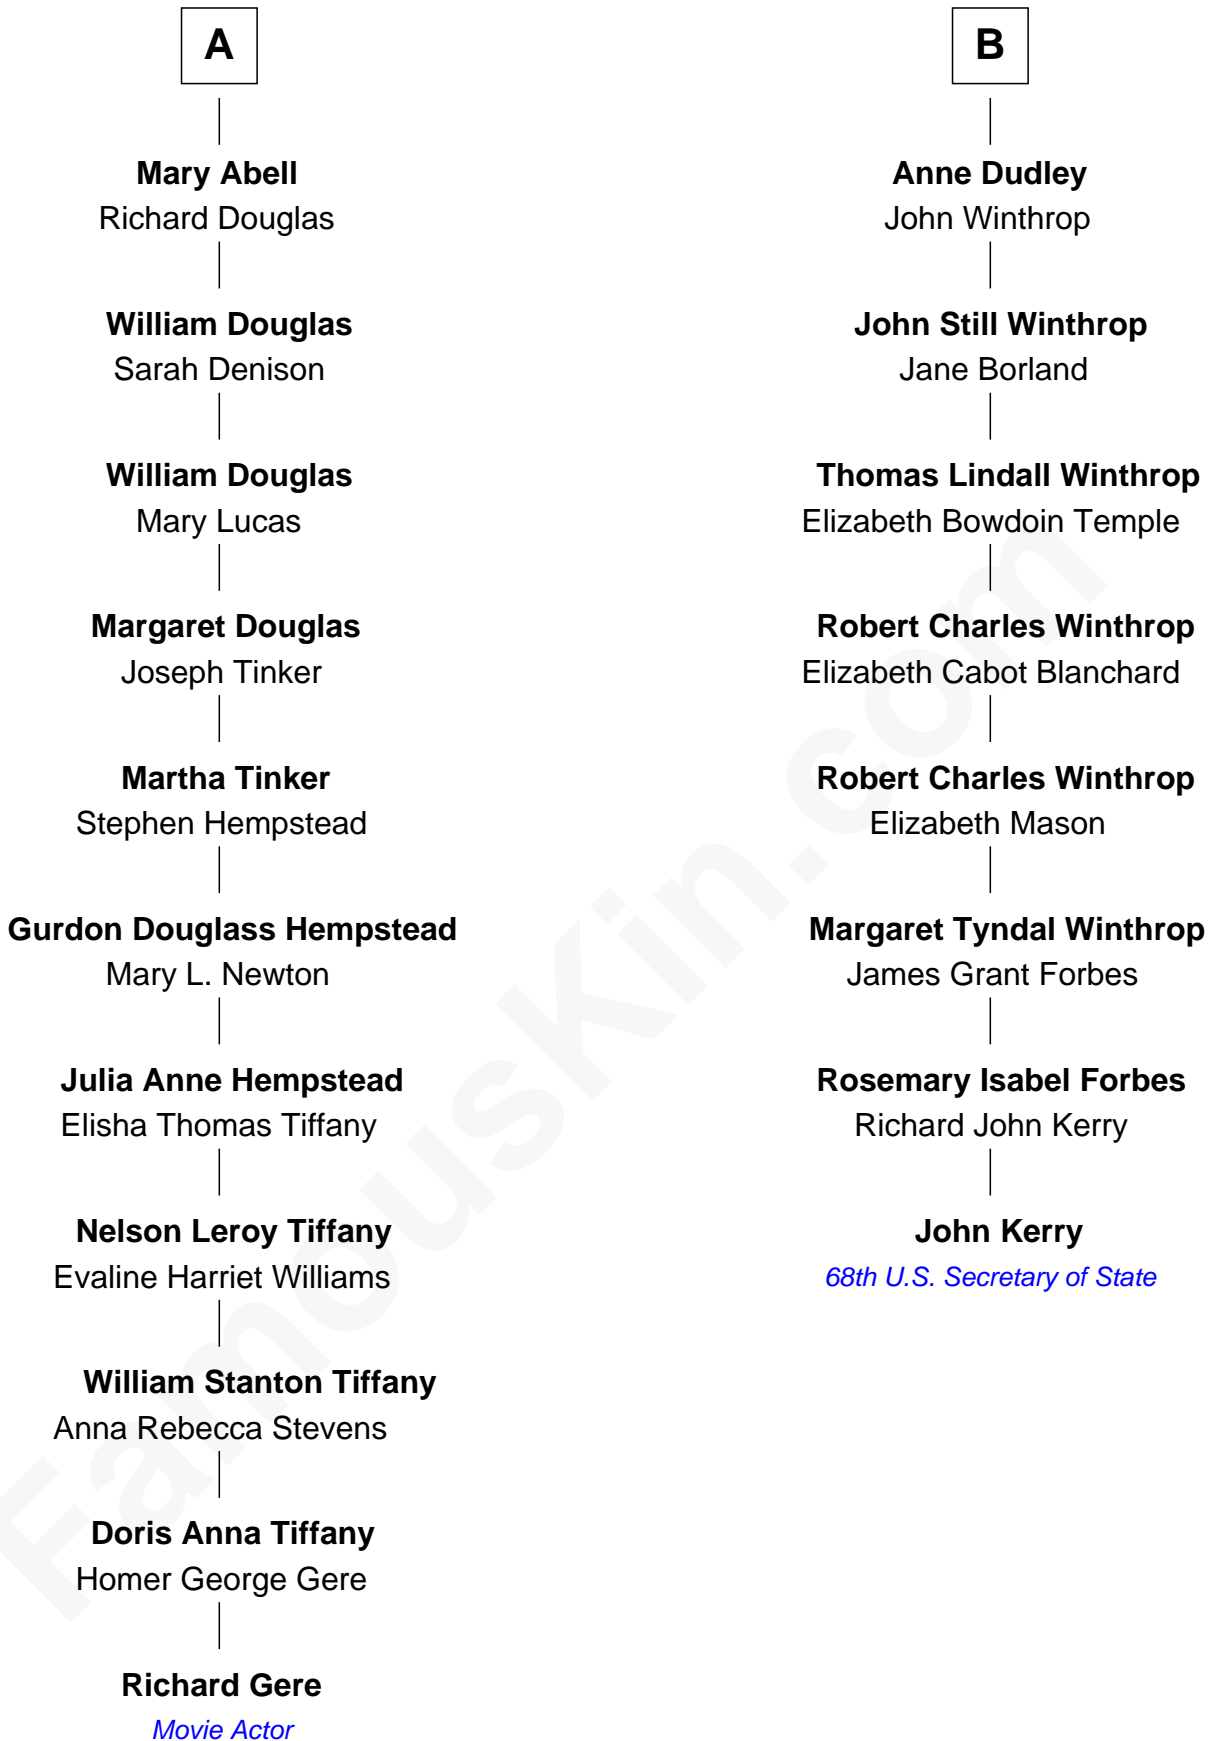 A
Mary Abell
Richard Douglas
William Douglas
Sarah Denison
William Douglas
Mary Lucas
Margaret Douglas
Joseph Tinker
Martha Tinker
Stephen Hempstead
Gurdon Douglass Hempstead
Mary L. Newton
Julia Anne Hempstead
Elisha Thomas Tiffany
Nelson Leroy Tiffany
Evaline Harriet Williams
William Stanton Tiffany
Anna Rebecca Stevens
Doris Anna Tiffany
Homer George Gere
Richard Gere
Movie Actor
B
Anne Dudley
John Winthrop
John Still Winthrop
Jane Borland
Thomas Lindall Winthrop
Elizabeth Bowdoin Temple
Robert Charles Winthrop
Elizabeth Cabot Blanchard
Robert Charles Winthrop
Elizabeth Mason
Margaret Tyndal Winthrop
James Grant Forbes
Rosemary Isabel Forbes
Richard John Kerry
John Kerry
68th U.S. Secretary of State
FamousKin.com